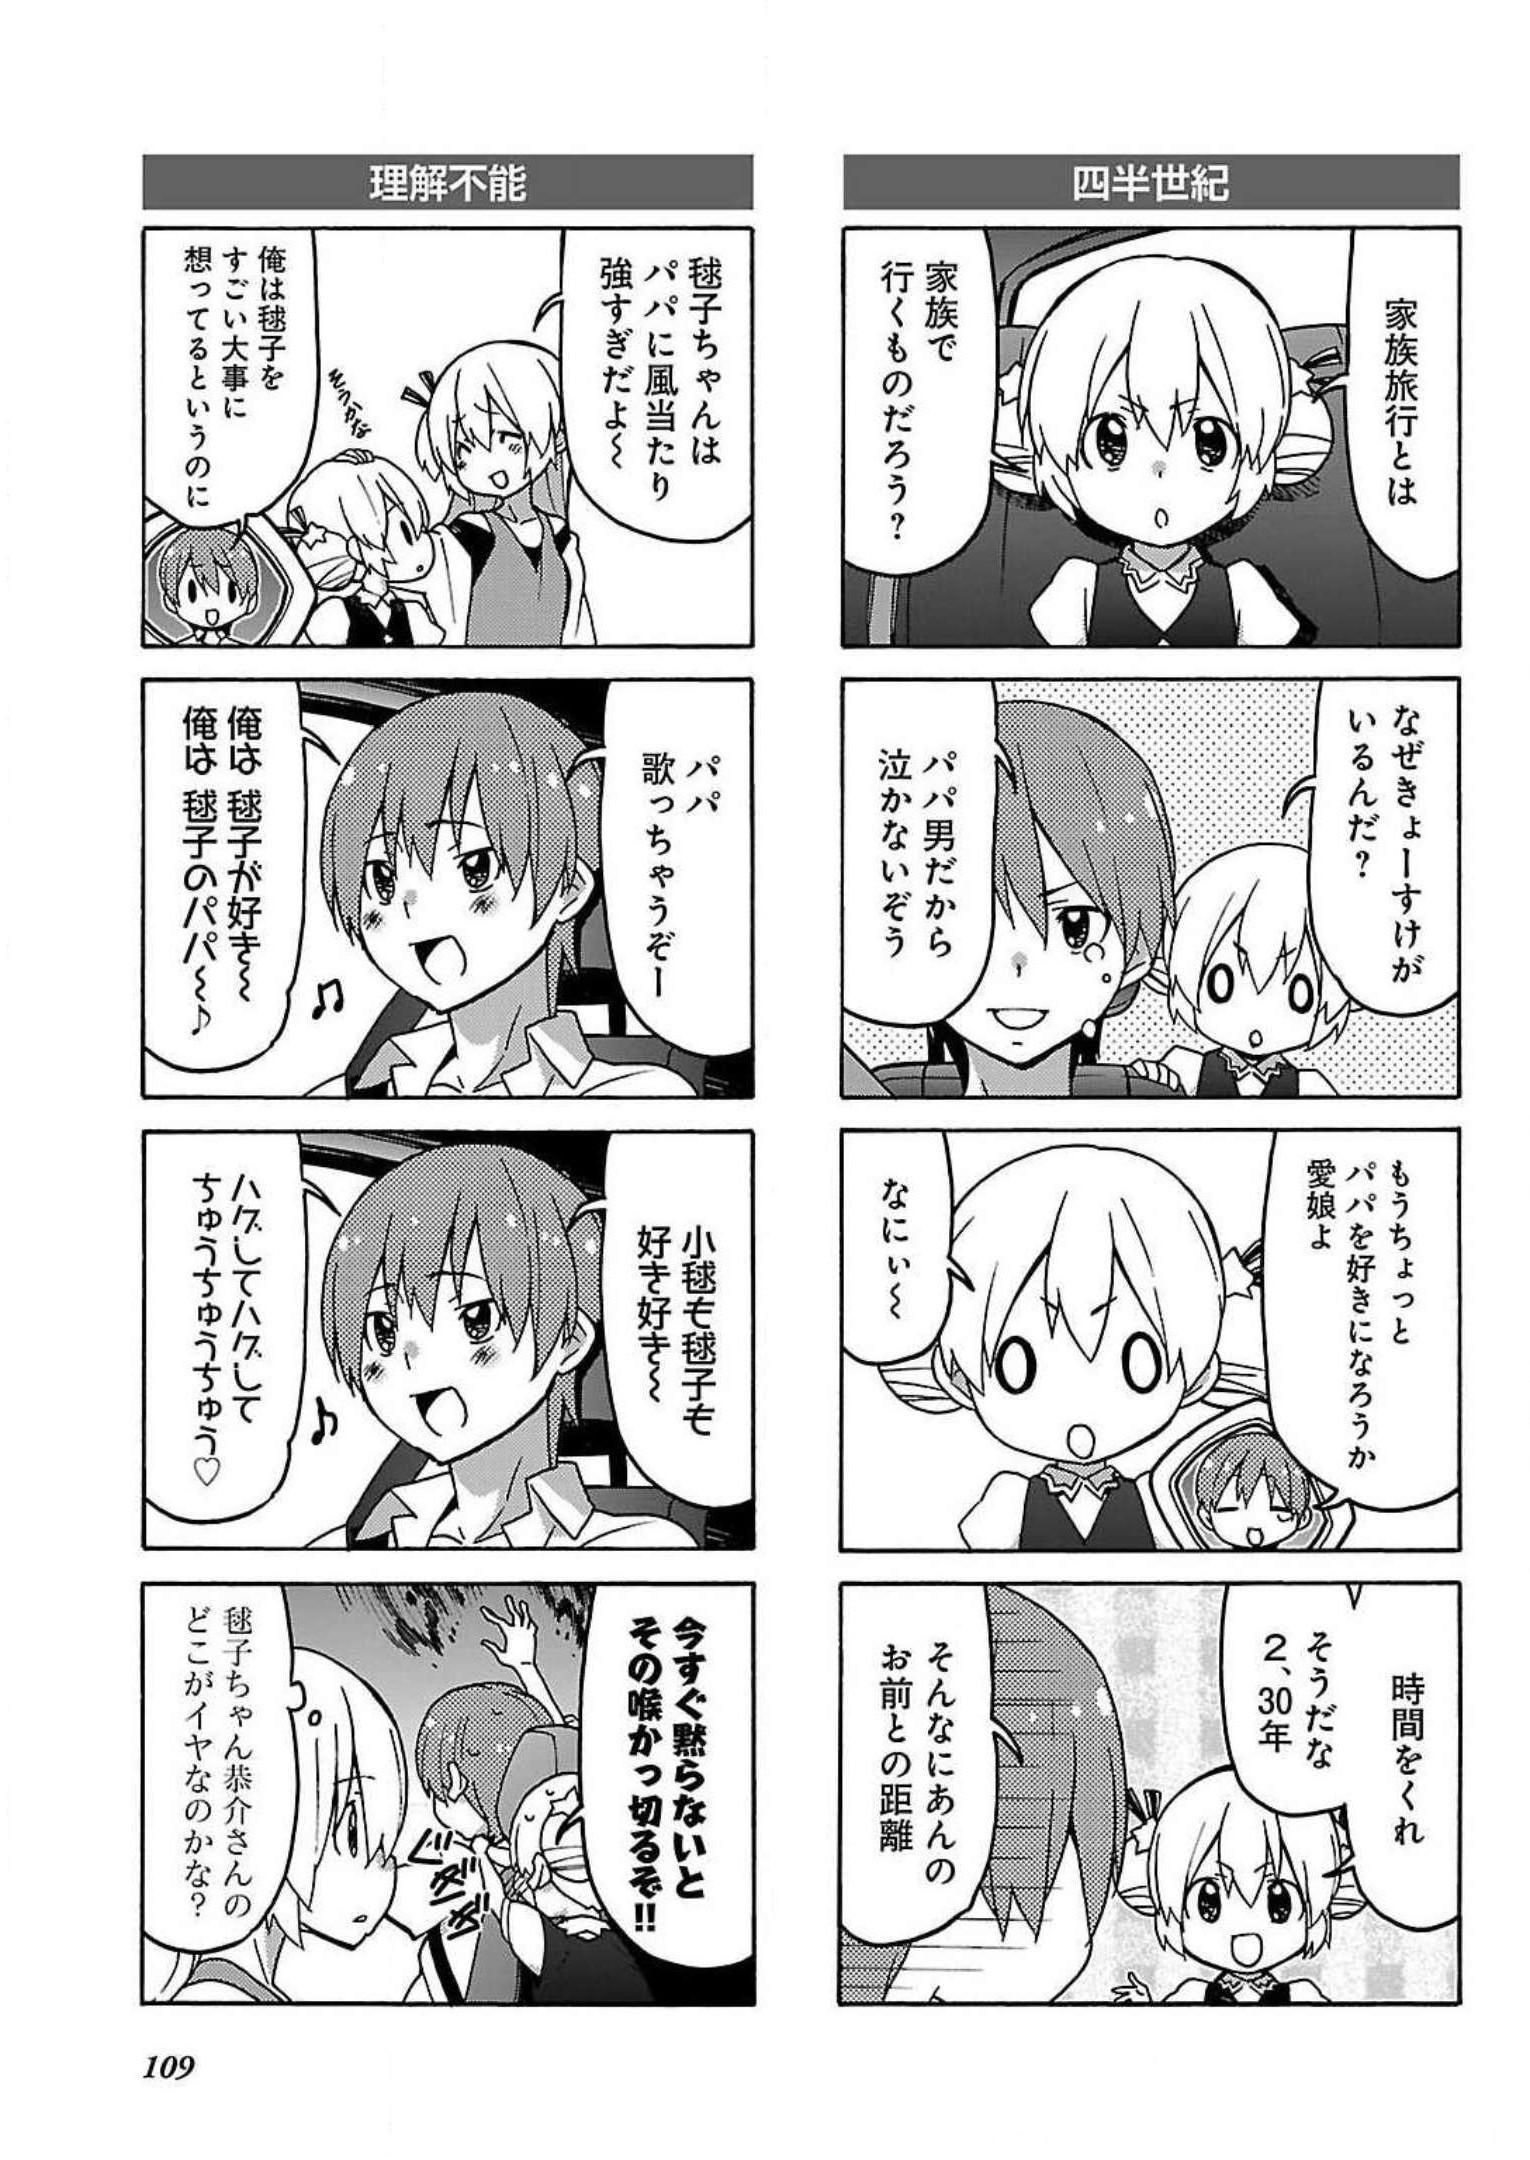 四半世紀
家族旅行とは
家族で
行くものだろう?
なぜきょーすけが
いるんだ?
パパ男だから
泣かないぞう
もうちょっと
パパを好きになろうか
愛娘よ
なにぃ〜
時間をくれ
そうだな
2、30年
そんなにあんの
お前との距離
理解不能
毬子ちゃんは
パパに風当たり
強すぎだよ〜
そうかな
俺は毬子を
すごい大事に
想ってるというのに
パパ
歌っちゃうぞー
俺は 毬子が好き〜
俺は 毬子のパパ〜♪
小毬も毬子も
好き好き〜
ハグしてハグして
ちゅうちゅうちゅう♡
今すぐ黙らないと
その喉かっ切るぞ!!
毬子ちゃん恭介さんの
どこがイヤなのかな?
109